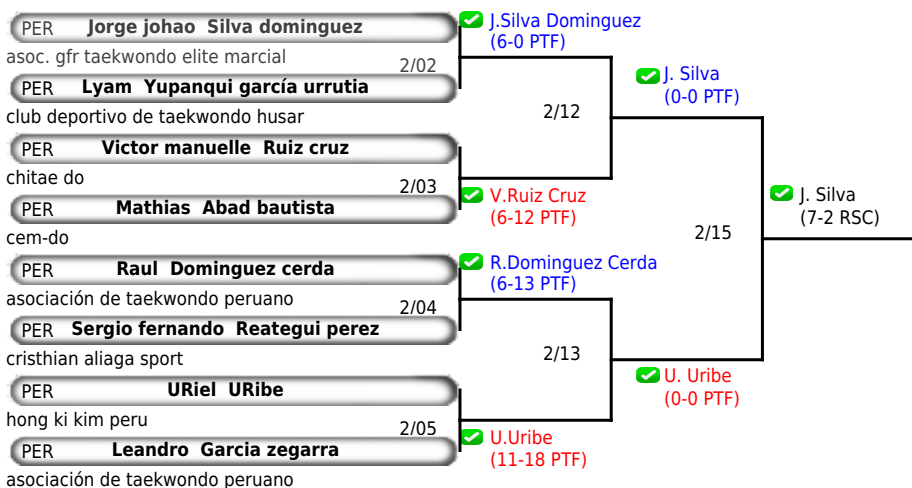 PER Jorge johao Silva dominguez
asoc. gfr taekwondo elite marcial
2/02
PER Lyam Yupanqui garcía urrutia
club deportivo de taekwondo husar
PER Victor manuelle Ruiz cruz
chitae do
2/03
PER Mathias Abad bautista
cem-do
PER Raul Dominguez cerda
asociación de taekwondo peruano
2/04
PER Sergio fernando Reategui perez
cristhian aliaga sport
PER URiel URibe
hong ki kim peru
2/05
PER Leandro Garcia zegarra
asociación de taekwondo peruano
J.Silva Dominguez
(6-0 PTF)
2/12
V.Ruiz Cruz
(6-12 PTF)
R.Dominguez Cerda
(6-13 PTF)
2/13
U.Uribe
(11-18 PTF)
J. Silva
(0-0 PTF)
2/15
U. Uribe
(0-0 PTF)
J. Silva
(7-2 RSC)